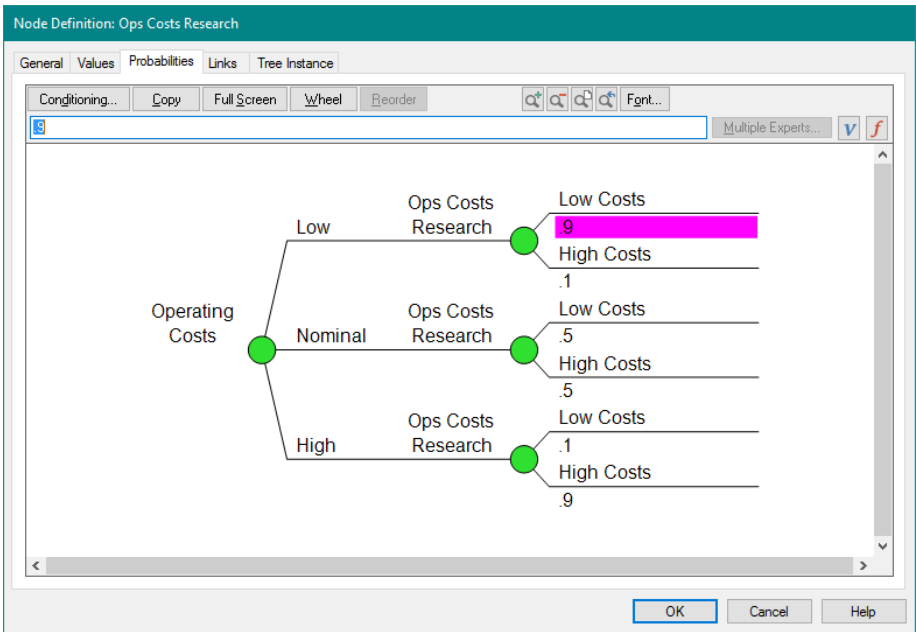 Node Definition: Ops Costs Research
General Values Probabilities Links Tree Instance
Conditioning... Copy Full Screen Wheel Reorder Font...
.9 Multiple Experts... V f
Low Costs
Ops Costs
Low Research .9
High Costs
.1
Operating Ops Costs Low Costs
Costs Nominal Research .5
High Costs
.5
Ops Costs Low Costs
High Research .1
High Costs
.9
OK Cancel Help